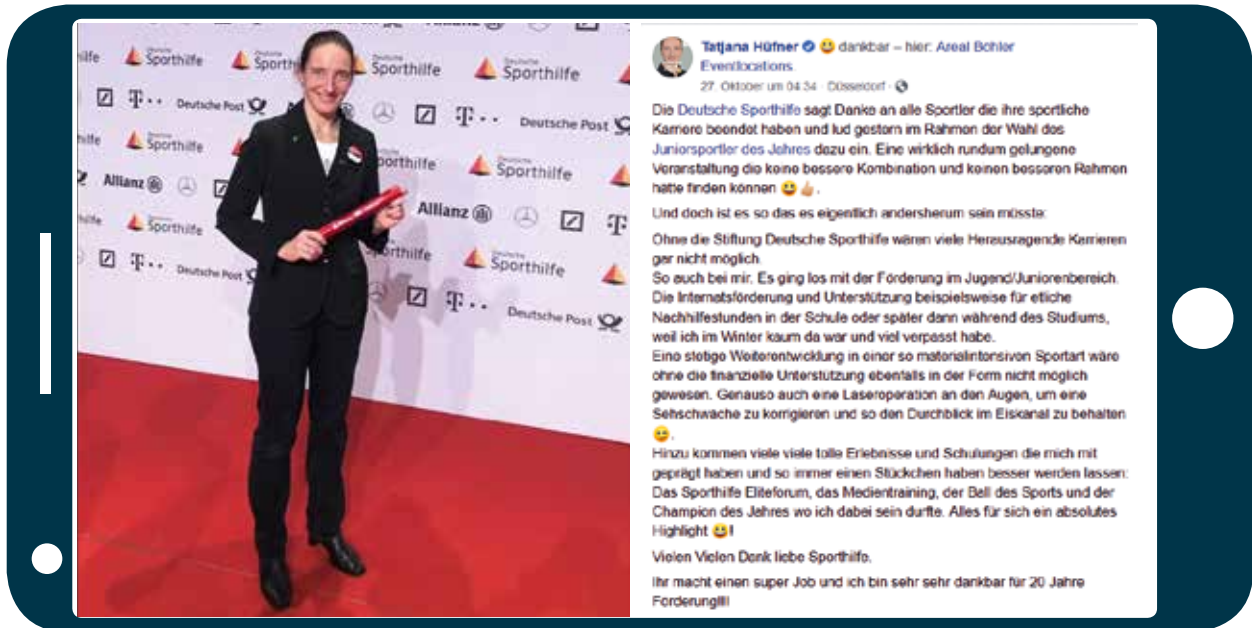 Deutsche Sporthilfe
Deutsche Post
Allianz
Tatjana Hüfner dankbar – hier: Areal Böhler
Eventlocations.
27. Oktober um 04:34 · Düsseldorf ·
Die Deutsche Sporthilfe sagt Danke an alle Sportler die ihre sportliche
Karriere beendet haben und lud gestern im Rahmen der Wahl des
Juniorsportler des Jahres dazu ein. Eine wirklich rundum gelungene
Veranstaltung die keine bessere Kombination und keinen besseren Rahmen
hätte finden können 😃👍.
Und doch ist es so das es eigentlich andersherum sein müsste:
Ohne die Stiftung Deutsche Sporthilfe wären viele Herausragende Karrieren
gar nicht möglich.
So auch bei mir. Es ging los mit der Förderung im Jugend/Juniorenbereich.
Die Internatsförderung und Unterstützung beispielsweise für etliche
Nachhilfestunden in der Schule oder später dann während des Studiums,
weil ich im Winter kaum da war und viel verpasst habe.
Eine stetige Weiterentwicklung in einer so materialintensiven Sportart wäre
ohne die finanzielle Unterstützung ebenfalls in der Form nicht möglich
gewesen. Genauso auch eine Laseroperation an den Augen, um eine
Sehschwäche zu korrigieren und so den Durchblick im Eiskanal zu behalten
😄.
Hinzu kommen viele viele tolle Erlebnisse und Schulungen die mich mit
geprägt haben und so immer einen Stückchen haben besser werden lassen:
Das Sporthilfe Eliteforum, das Medientraining, der Ball des Sports und der
Champion des Jahres wo ich dabei sein durfte. Alles für sich ein absolutes
Highlight 😃!
Vielen Vielen Dank liebe Sporthilfe.
Ihr macht einen super Job und ich bin sehr sehr dankbar für 20 Jahre
Förderung!!!!